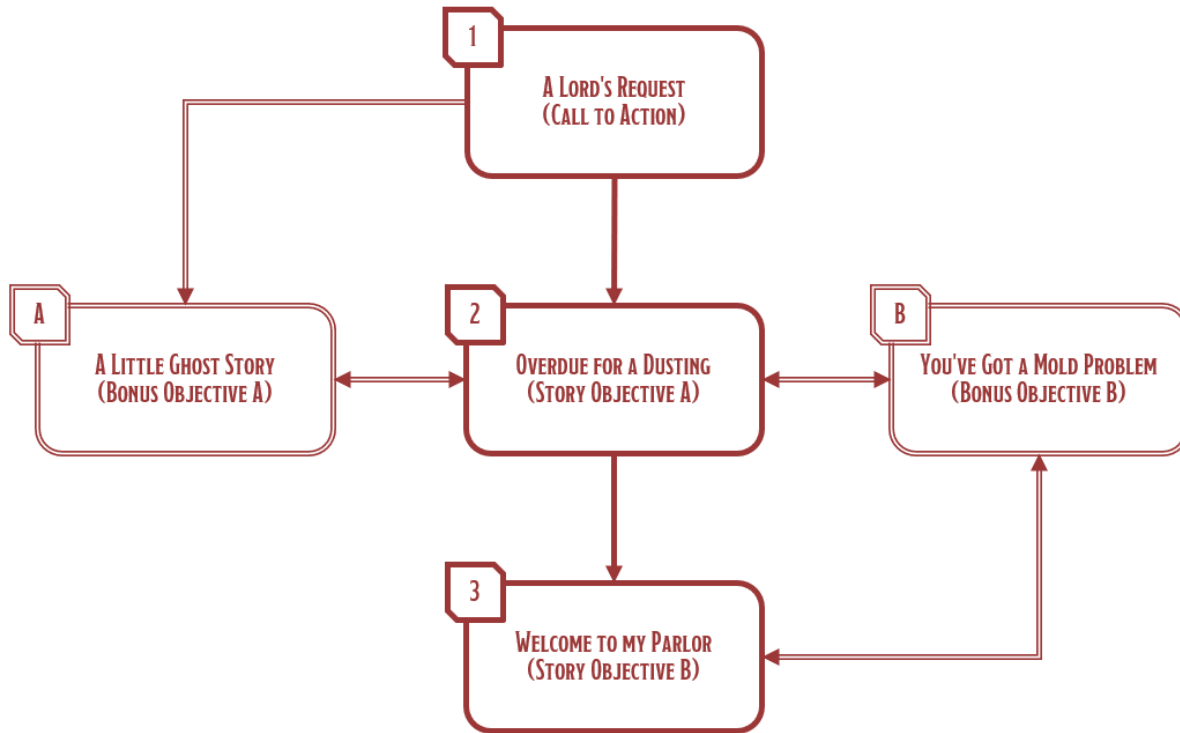 1
A Lord's Request
(Call to Action)
A
A Little Ghost Story
(Bonus Objective A)
2
Overdue for a Dusting
(Story Objective A)
B
You've Got a Mold Problem
(Bonus Objective B)
3
Welcome to my Parlor
(Story Objective B)